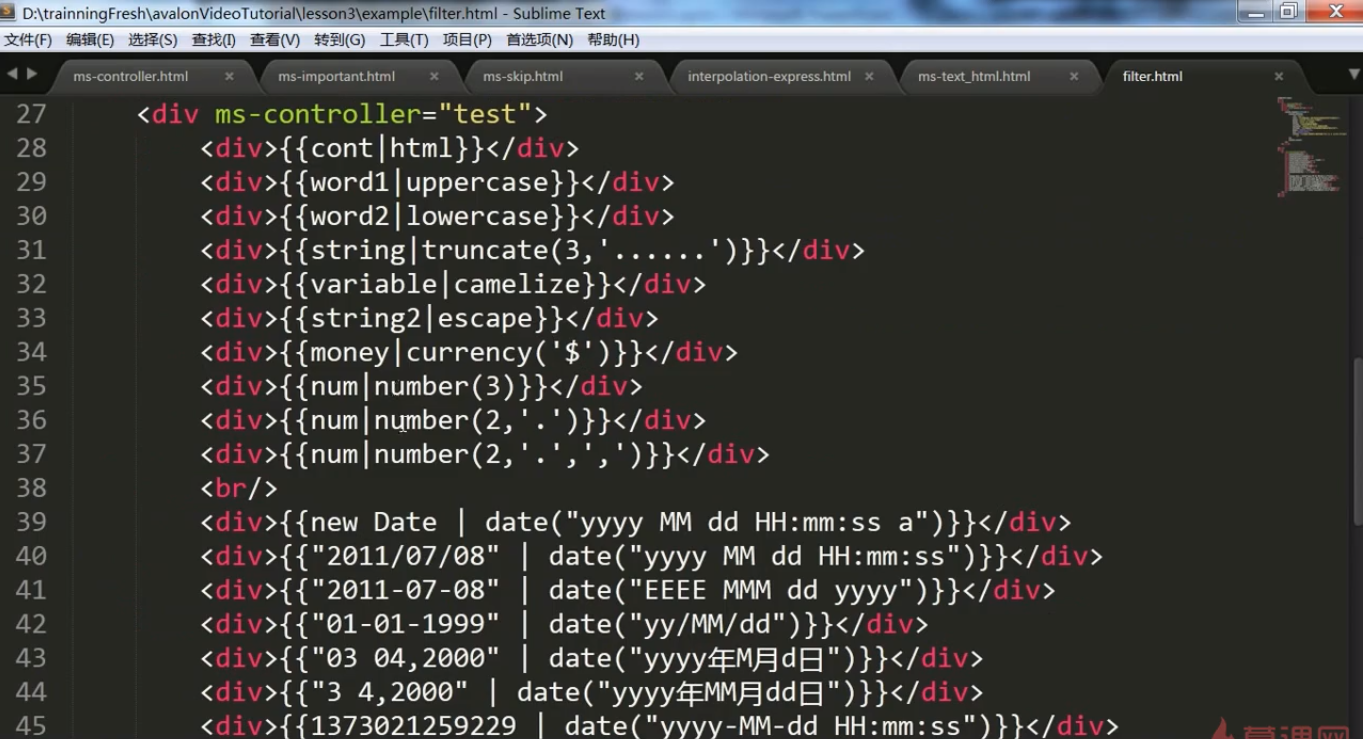 D:\trainningFresh\avalonVideoTutorial\lesson3\example\filter.html - Sublime Text
文件(F) 编辑(E) 选择(S) 查找(I) 查看(V) 转到(G) 工具(T) 项目(P) 首选项(N) 帮助(H)
ms-controller.html × ms-important.html × ms-skip.html × interpolation-express.html × ms-text_html.html × filter.html ×
27 <div ms-controller="test">
28 <div>{{cont|html}}</div>
29 <div>{{word1|uppercase}}</div>
30 <div>{{word2|lowercase}}</div>
31 <div>{{string|truncate(3,'......')}}</div>
32 <div>{{variable|camelize}}</div>
33 <div>{{string2|escape}}</div>
34 <div>{{money|currency('$')}}</div>
35 <div>{{num|number(3)}}</div>
36 <div>{{num|number(2,'.')}}</div>
37 <div>{{num|number(2,'.',',')}}</div>
38 <br/>
39 <div>{{new Date | date("yyyy MM dd HH:mm:ss a")}}</div>
40 <div>{{"2011/07/08" | date("yyyy MM dd HH:mm:ss")}}</div>
41 <div>{{"2011-07-08" | date("EEEE MMM dd yyyy")}}</div>
42 <div>{{"01-01-1999" | date("yy/MM/dd")}}</div>
43 <div>{{"03 04,2000" | date("yyyy年M月d日")}}</div>
44 <div>{{"3 4,2000" | date("yyyy年MM月dd日")}}</div>
45 <div>{{1373021259229 | date("yyyy-MM-dd HH:mm:ss")}}</div>
慕课网